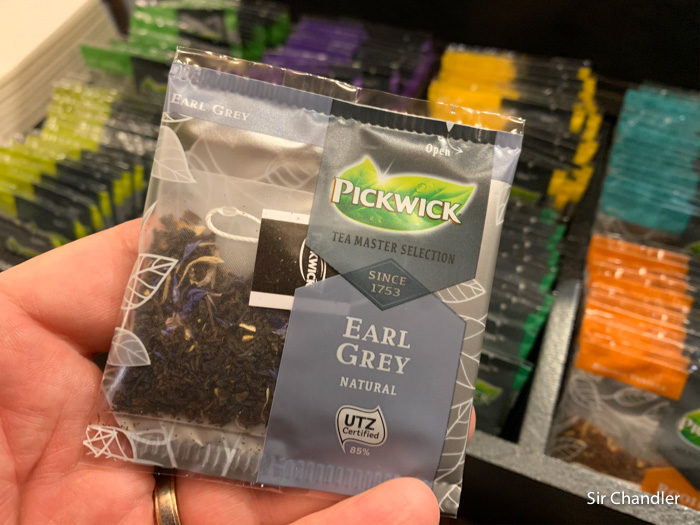 EARL GREY
Open
PICKWICK
TEA MASTER SELECTION
SINCE
1753
EARL
GREY
NATURAL
UTZ
Certified
85%
Sir Chandler